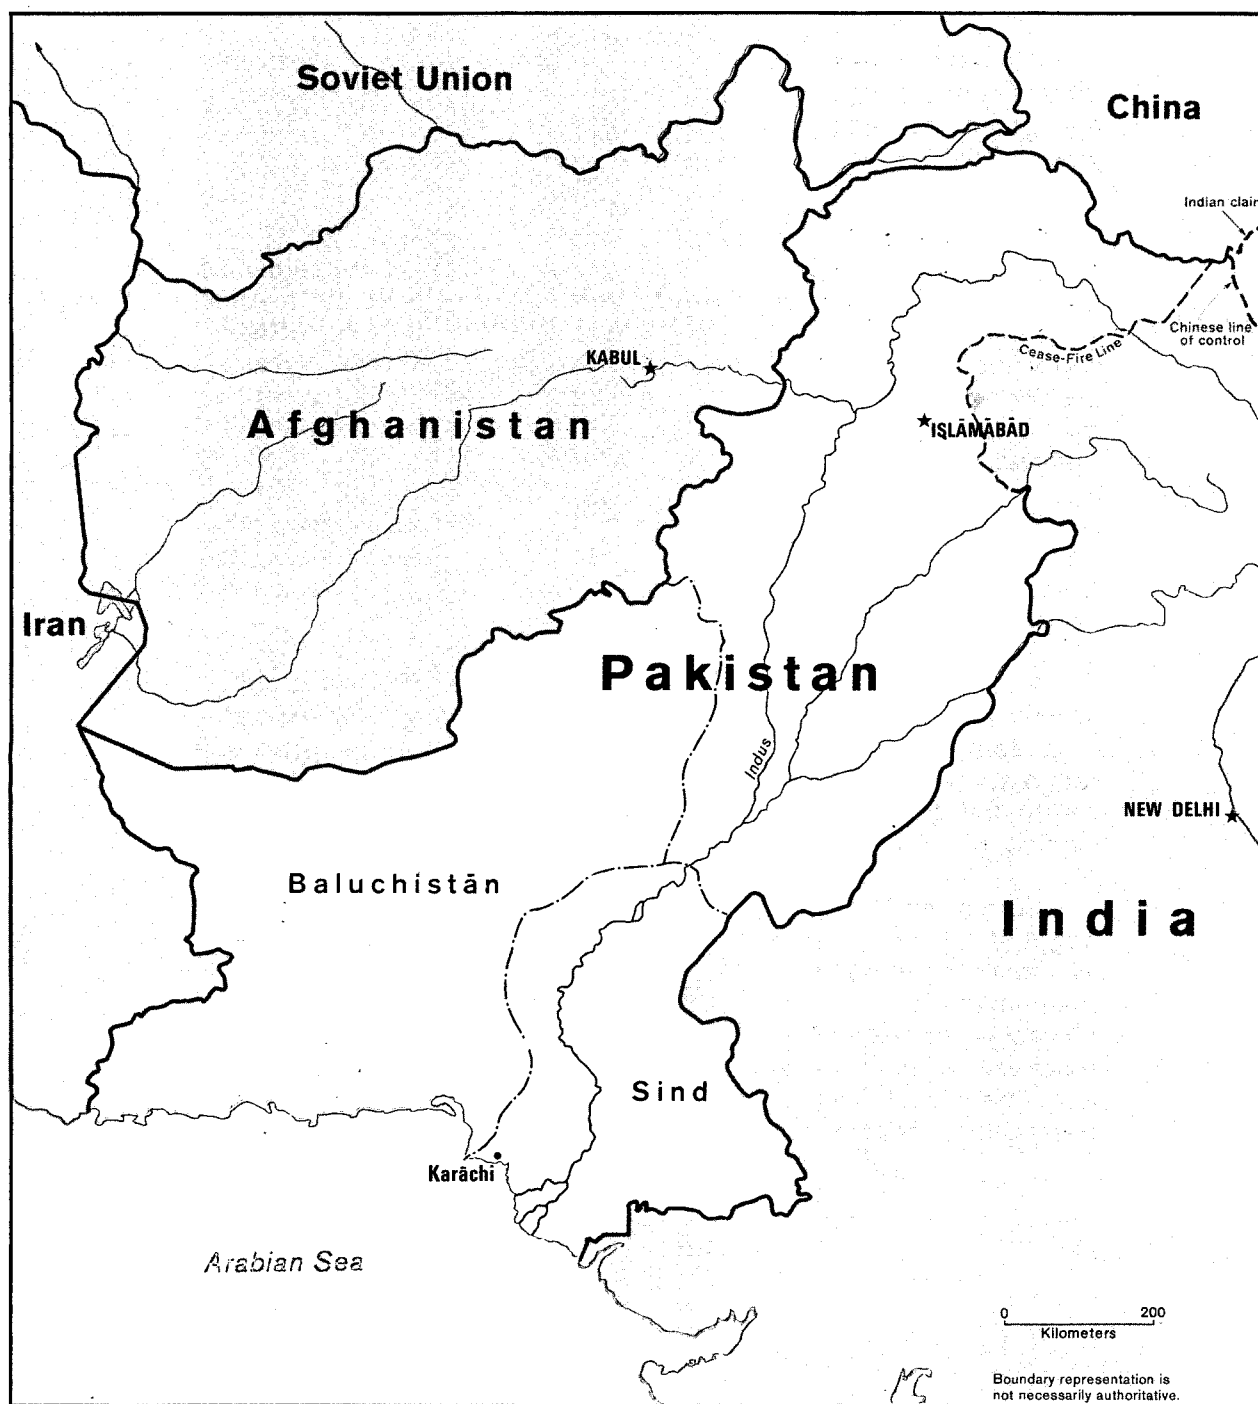 Soviet Union
China
Indian clai
Chinese line
of control
Cease-Fire Line
KABUL
Afghanistan
ISLĀMĀBĀD
Iran
Pakistan
Indus
NEW DELHI
Baluchistān
India
Sind
Karāchi
Arabian Sea
0 200
Kilometers
Boundary representation is
not necessarily authoritative.